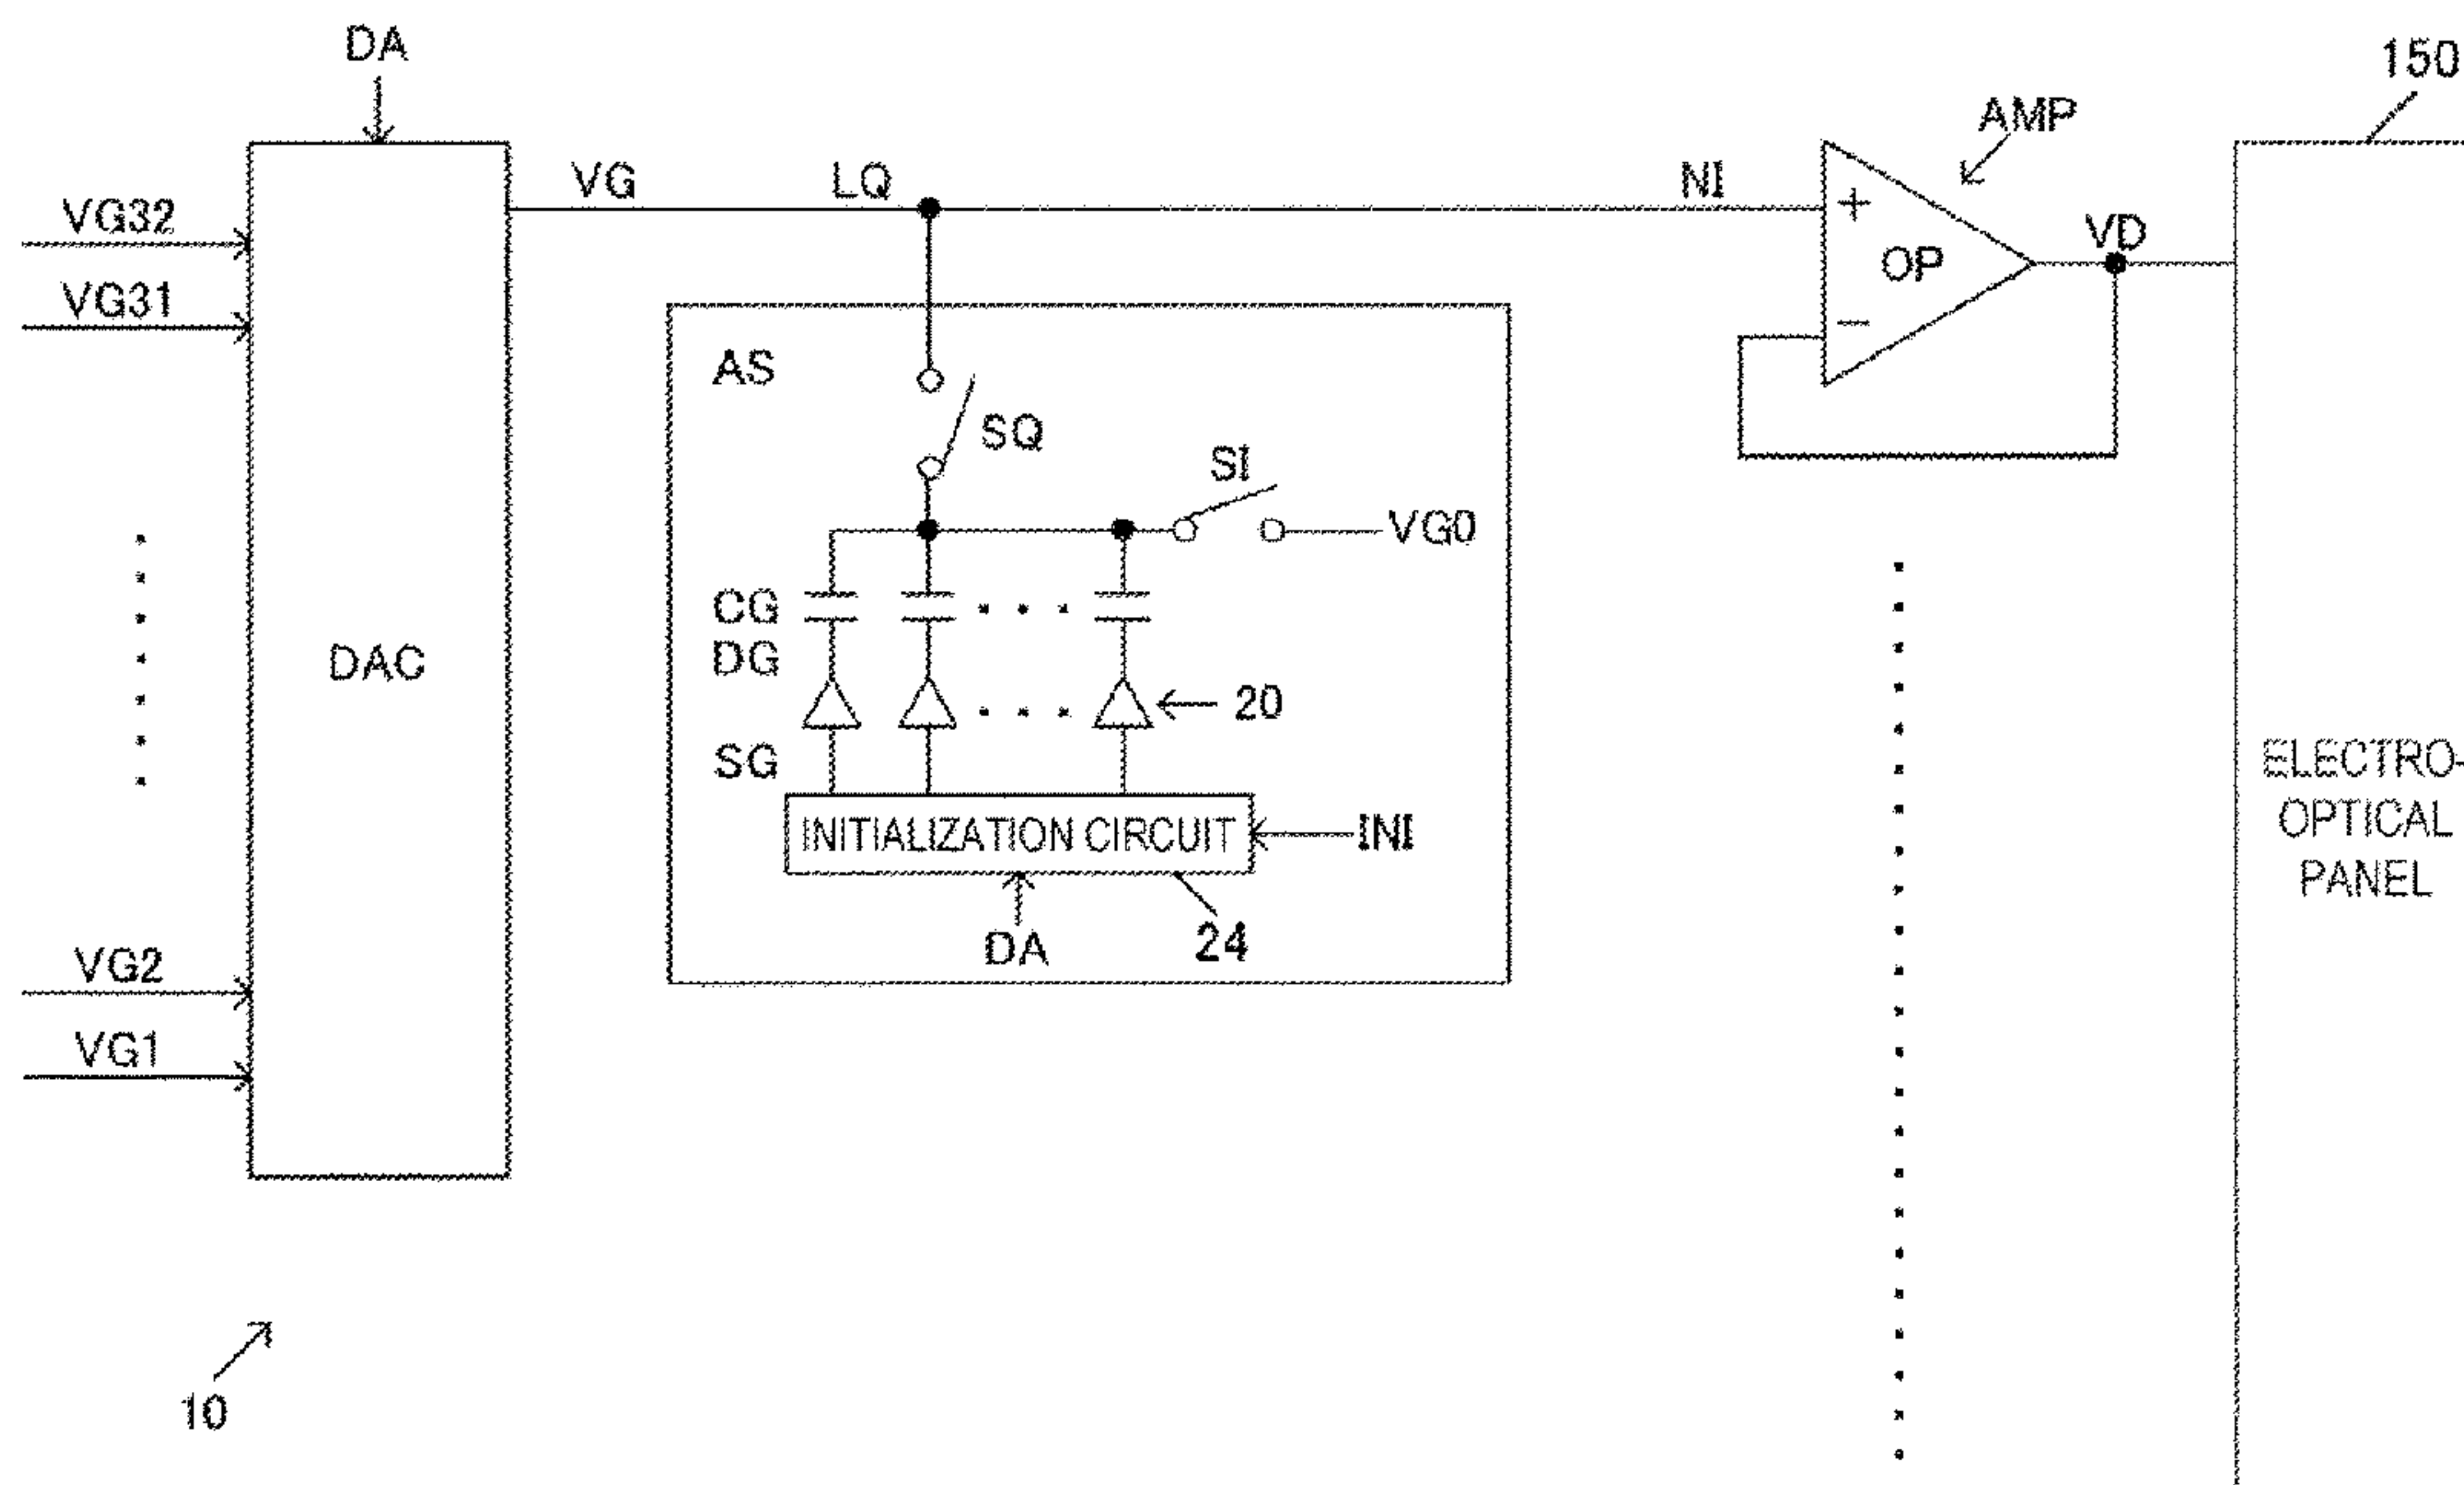 DA
150
AMP
VG
LQ
NI
VG32
VD
+
OP
VG31
−
AS
SQ
SI
VG0
CG
DG
DAC
20
SG
ELECTRO-
OPTICAL
PANEL
INITIALIZATION CIRCUIT
INI
DA
24
VG2
VG1
10